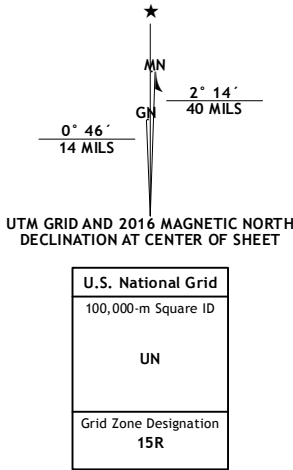 ★
MN
GN
2° 14´
40 MILS
0° 46´
14 MILS
UTM GRID AND 2016 MAGNETIC NORTH
DECLINATION AT CENTER OF SHEET
U.S. National Grid
100,000-m Square ID
UN
Grid Zone Designation
15R